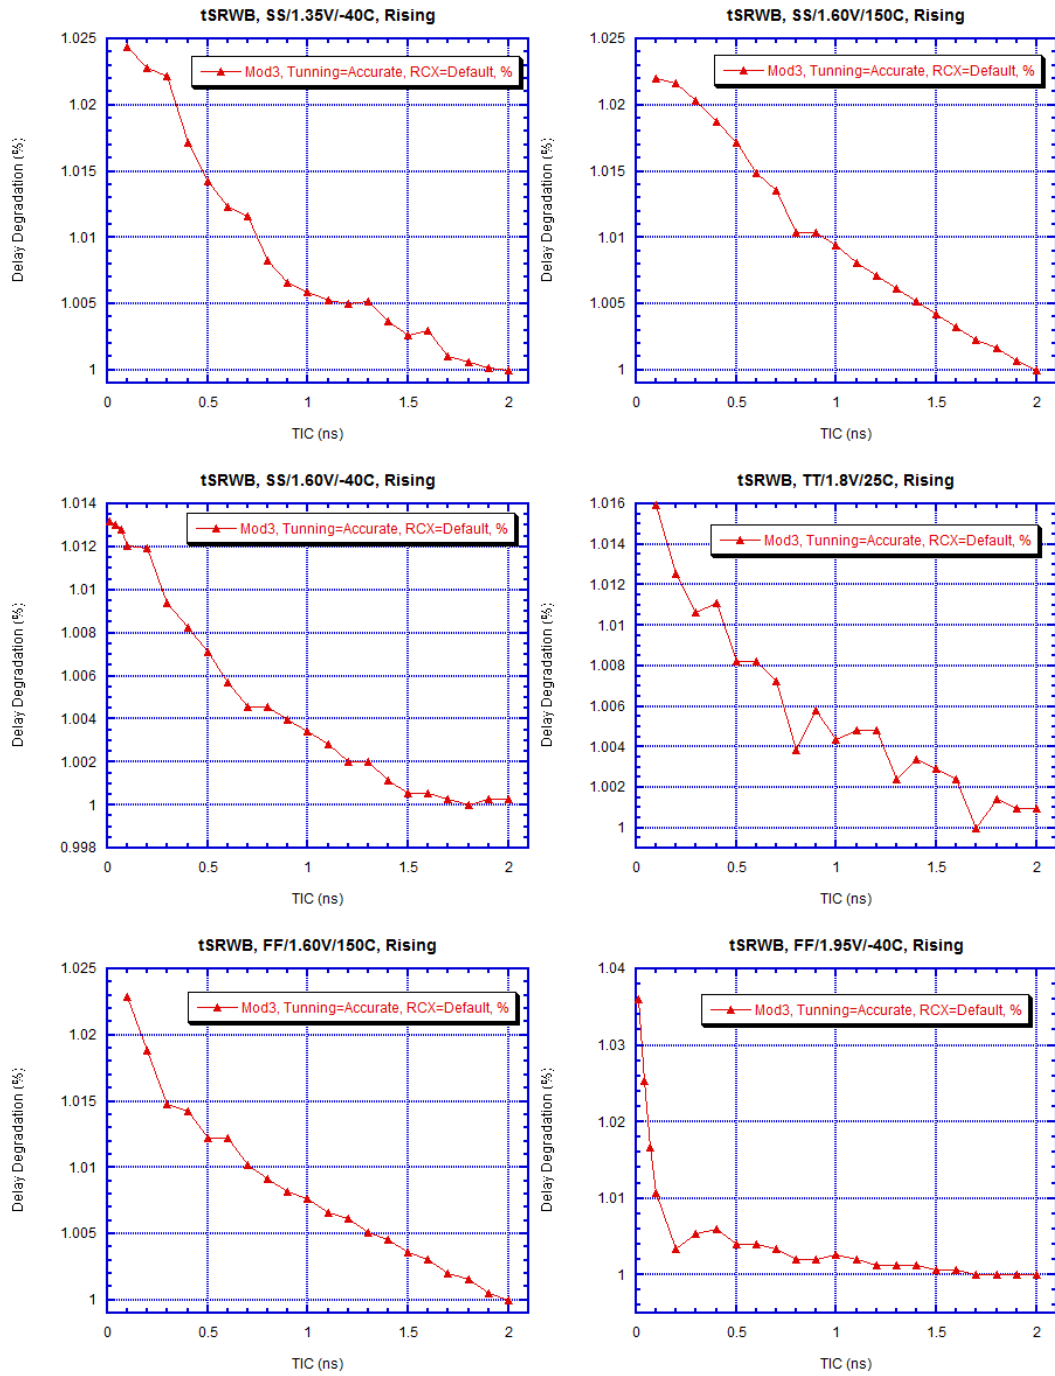 tSRWB, SS/1.35V/-40C, Rising
1.025
1.02
1.015
1.01
1.005
1
Delay Degradation (%)
Mod3, Tunning=Accurate, RCX=Default, %
0 0.5 1 1.5 2
TIC (ns)
tSRWB, SS/1.60V/150C, Rising
1.025
1.02
1.015
1.01
1.005
1
Delay Degradation (%)
Mod3, Tunning=Accurate, RCX=Default, %
0 0.5 1 1.5 2
TIC (ns)
tSRWB, SS/1.60V/-40C, Rising
1.014
1.012
1.01
1.008
1.006
1.004
1.002
1
0.998
Delay Degradation (%)
Mod3, Tunning=Accurate, RCX=Default, %
0 0.5 1 1.5 2
TIC (ns)
tSRWB, TT/1.8V/25C, Rising
1.016
1.014
1.012
1.01
1.008
1.006
1.004
1.002
1
Delay Degradation (%)
Mod3, Tunning=Accurate, RCX=Default, %
0 0.5 1 1.5 2
TIC (ns)
tSRWB, FF/1.60V/150C, Rising
1.025
1.02
1.015
1.01
1.005
1
Delay Degradation (%)
Mod3, Tunning=Accurate, RCX=Default, %
0 0.5 1 1.5 2
TIC (ns)
tSRWB, FF/1.95V/-40C, Rising
1.04
1.03
1.02
1.01
1
Delay Degradation (%)
Mod3, Tunning=Accurate, RCX=Default, %
0 0.5 1 1.5 2
TIC (ns)